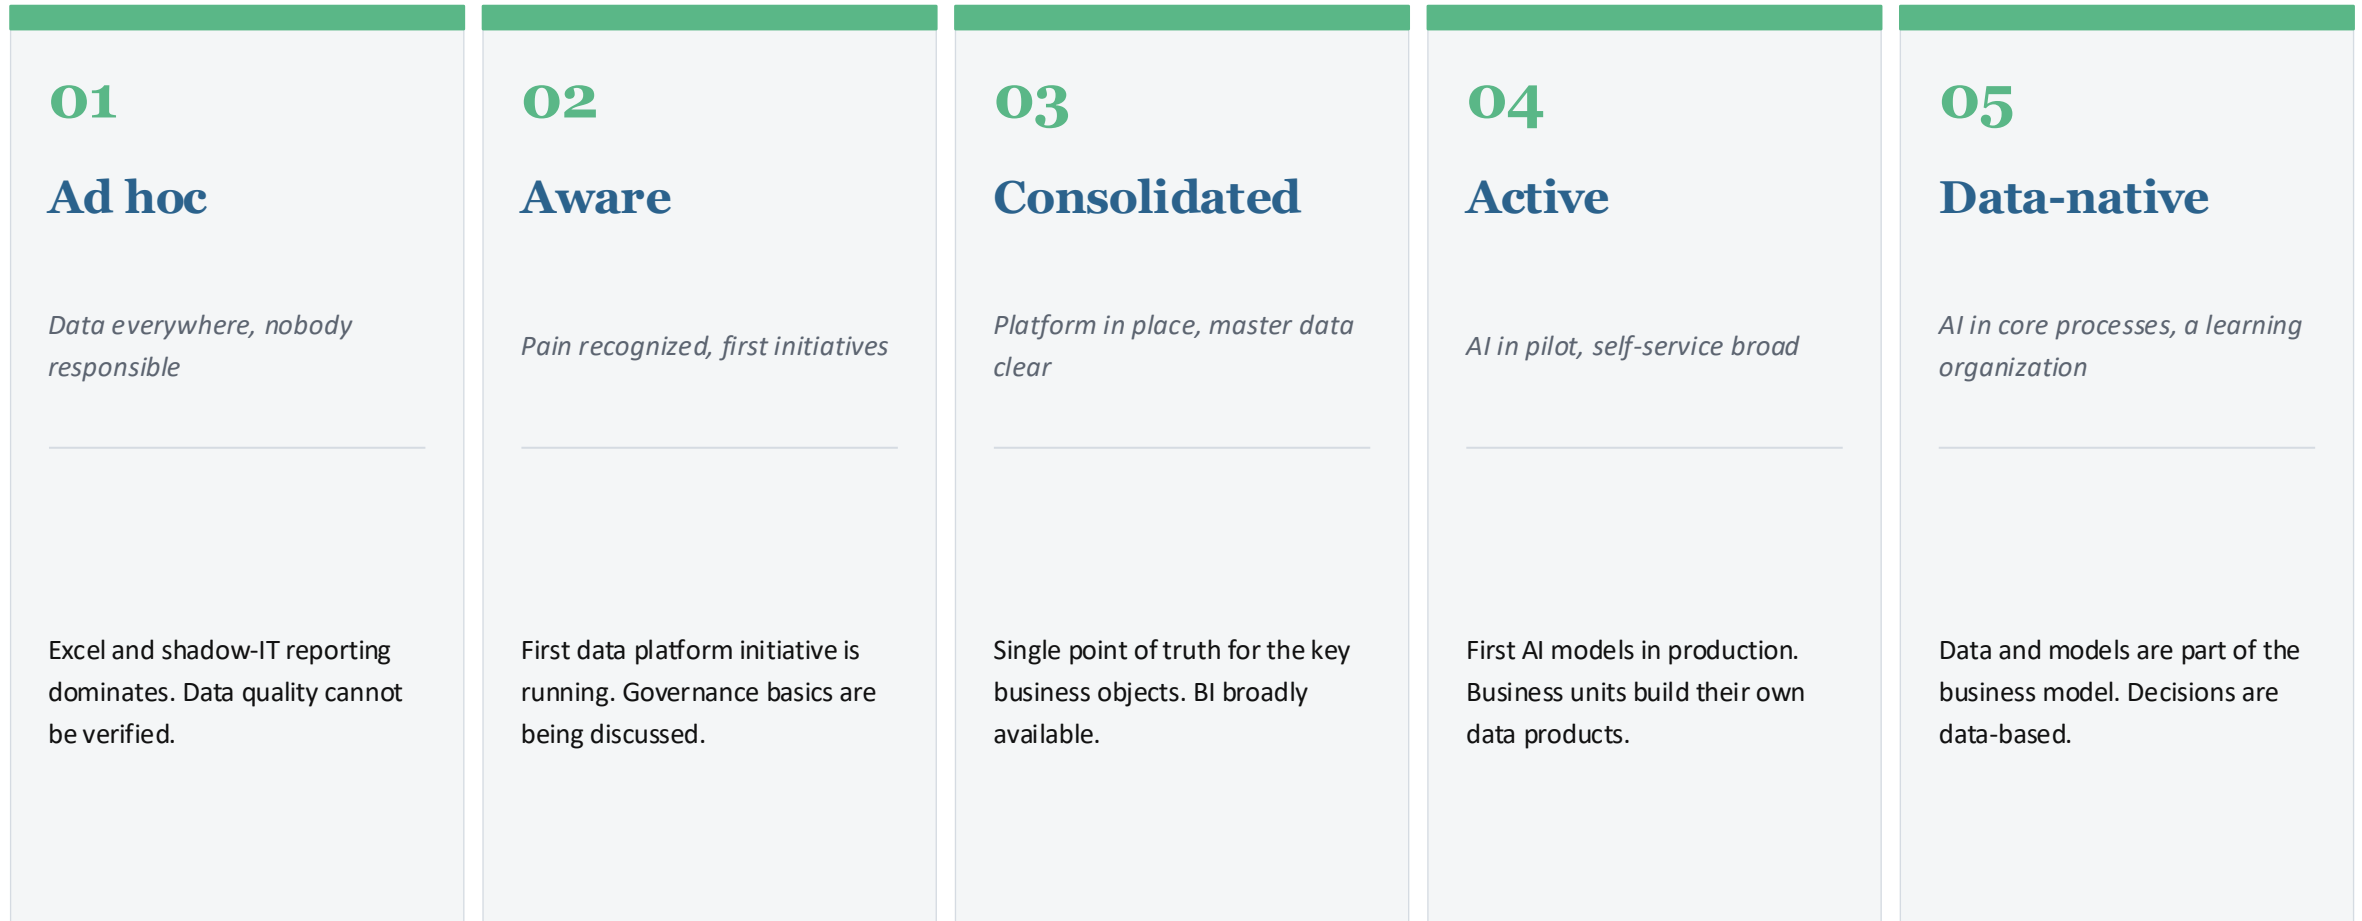 01
Ad hoc
Data everywhere, nobody
responsible
Excel and shadow-IT reporting
dominates. Data quality cannot
be verified.
02
Aware
Pain recognized, first initiatives
First data platform initiative is
running. Governance basics are
being discussed.
03
Consolidated
Platform in place, master data
clear
Single point of truth for the key
business objects. BI broadly
available.
04
Active
AI in pilot, self-service broad
First AI models in production.
Business units build their own
data products.
05
Data-native
AI in core processes, a learning
organization
Data and models are part of the
business model. Decisions are
data-based.